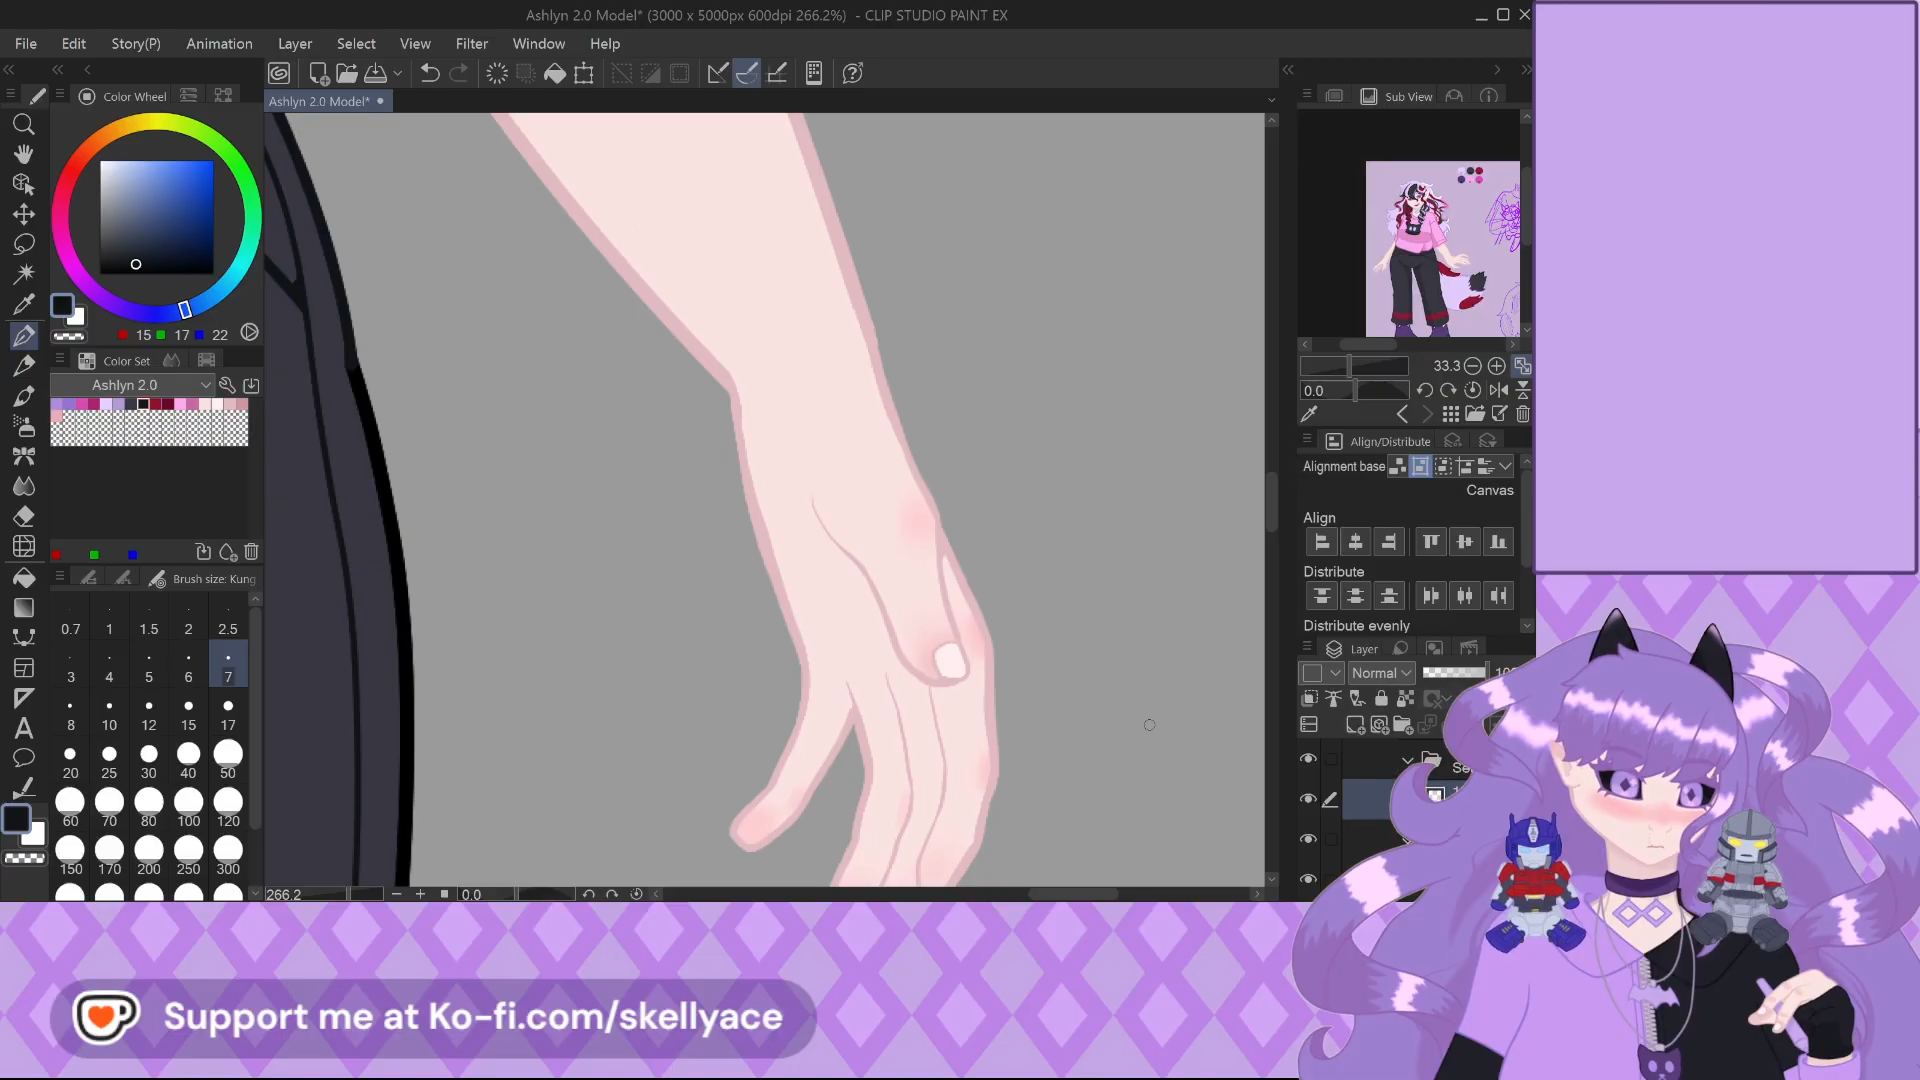 Ashlyn 2.0 Model* (3000 x 5000px 600dpi 266.2%) - CLIP STUDIO PAINT EX
File Edit Story(P) Animation Layer Select View Filter Window Help
Color Wheel
Ashlyn 2.0 Model*
Sub View
15 17 22
Color Set
Ashlyn 2.0
33.3
0.0
Align/Distribute
Alignment base
Canvas
Align
Distribute
Distribute evenly
Brush size: Kung
0.7 1 1.5 2 2.5
3 4 5 6 7
8 10 12 15 17
20 25 30 40 50
60 70 80 100 120
150 170 200 250 300
Layer
Normal
266.2
0.0
Support me at Ko-fi.com/skellyace